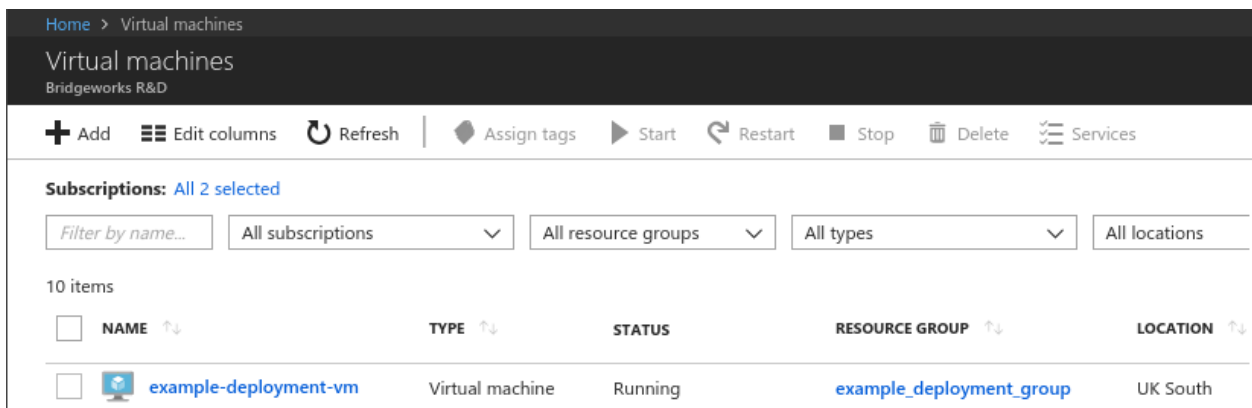 Home > Virtual machines
Virtual machines
Bridgeworks R&D
Add Edit columns Refresh Assign tags Start Restart Stop Delete Services
Subscriptions: All 2 selected
Filter by name... All subscriptions All resource groups All types All locations
10 items
NAME TYPE STATUS RESOURCE GROUP LOCATION
example-deployment-vm Virtual machine Running example_deployment_group UK South